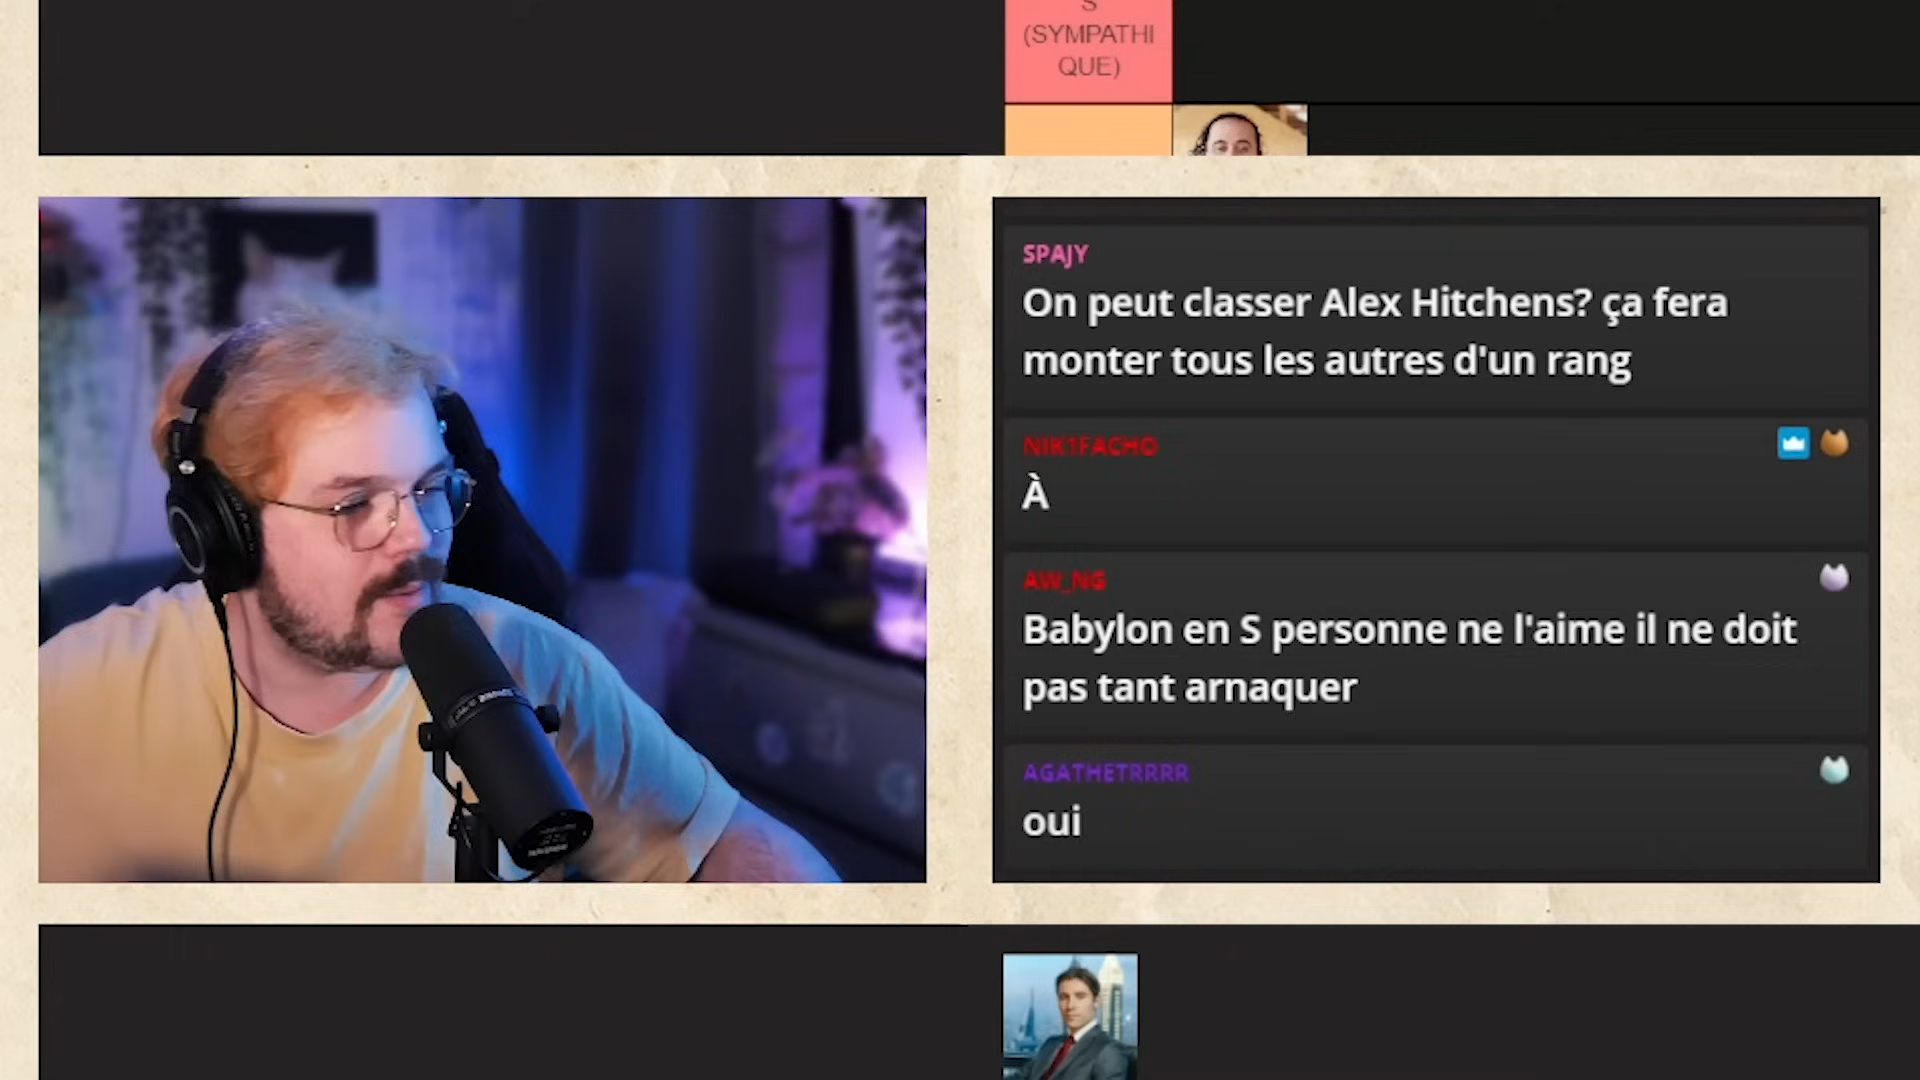 S
(SYMPATHI
QUE)
SPAJY
On peut classer Alex Hitchens? ça fera
monter tous les autres d'un rang
NIK1FACHO
À
AW_NG
Babylon en S personne ne l'aime il ne doit
pas tant arnaquer
AGATHETRRRR
oui